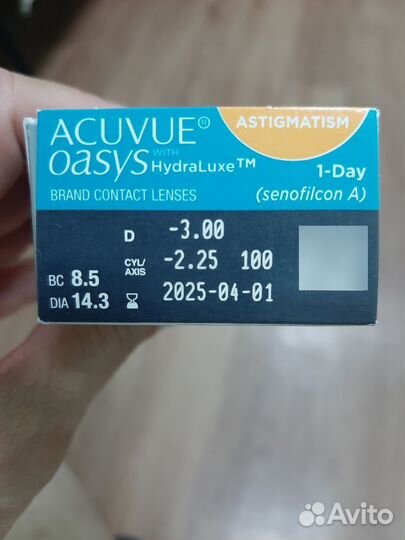 ACUVUE® ASTIGMATISM
oasys WITH HydraLuxe™ 1-Day
BRAND CONTACT LENSES (senofilcon A)
D -3.00
CYL/AXIS -2.25 100
BC 8.5
DIA 14.3 2025-04-01
Avito